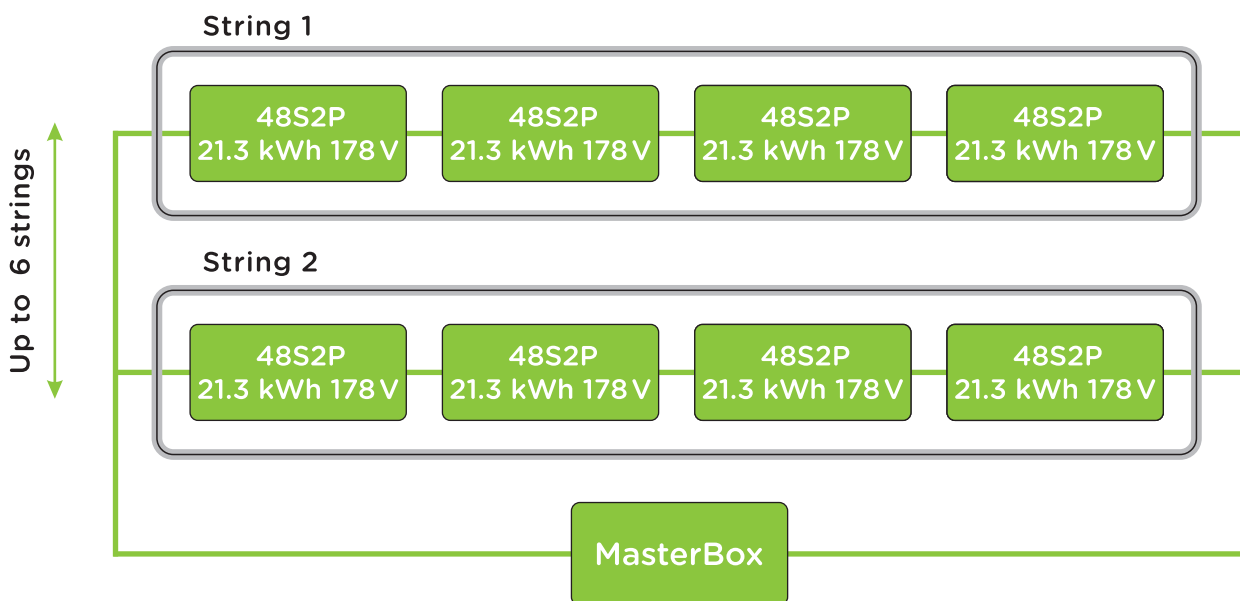 String 1
48S2P
21.3 kWh 178 V
48S2P
21.3 kWh 178 V
48S2P
21.3 kWh 178 V
48S2P
21.3 kWh 178 V
Up to 6 strings
String 2
48S2P
21.3 kWh 178 V
48S2P
21.3 kWh 178 V
48S2P
21.3 kWh 178 V
48S2P
21.3 kWh 178 V
MasterBox